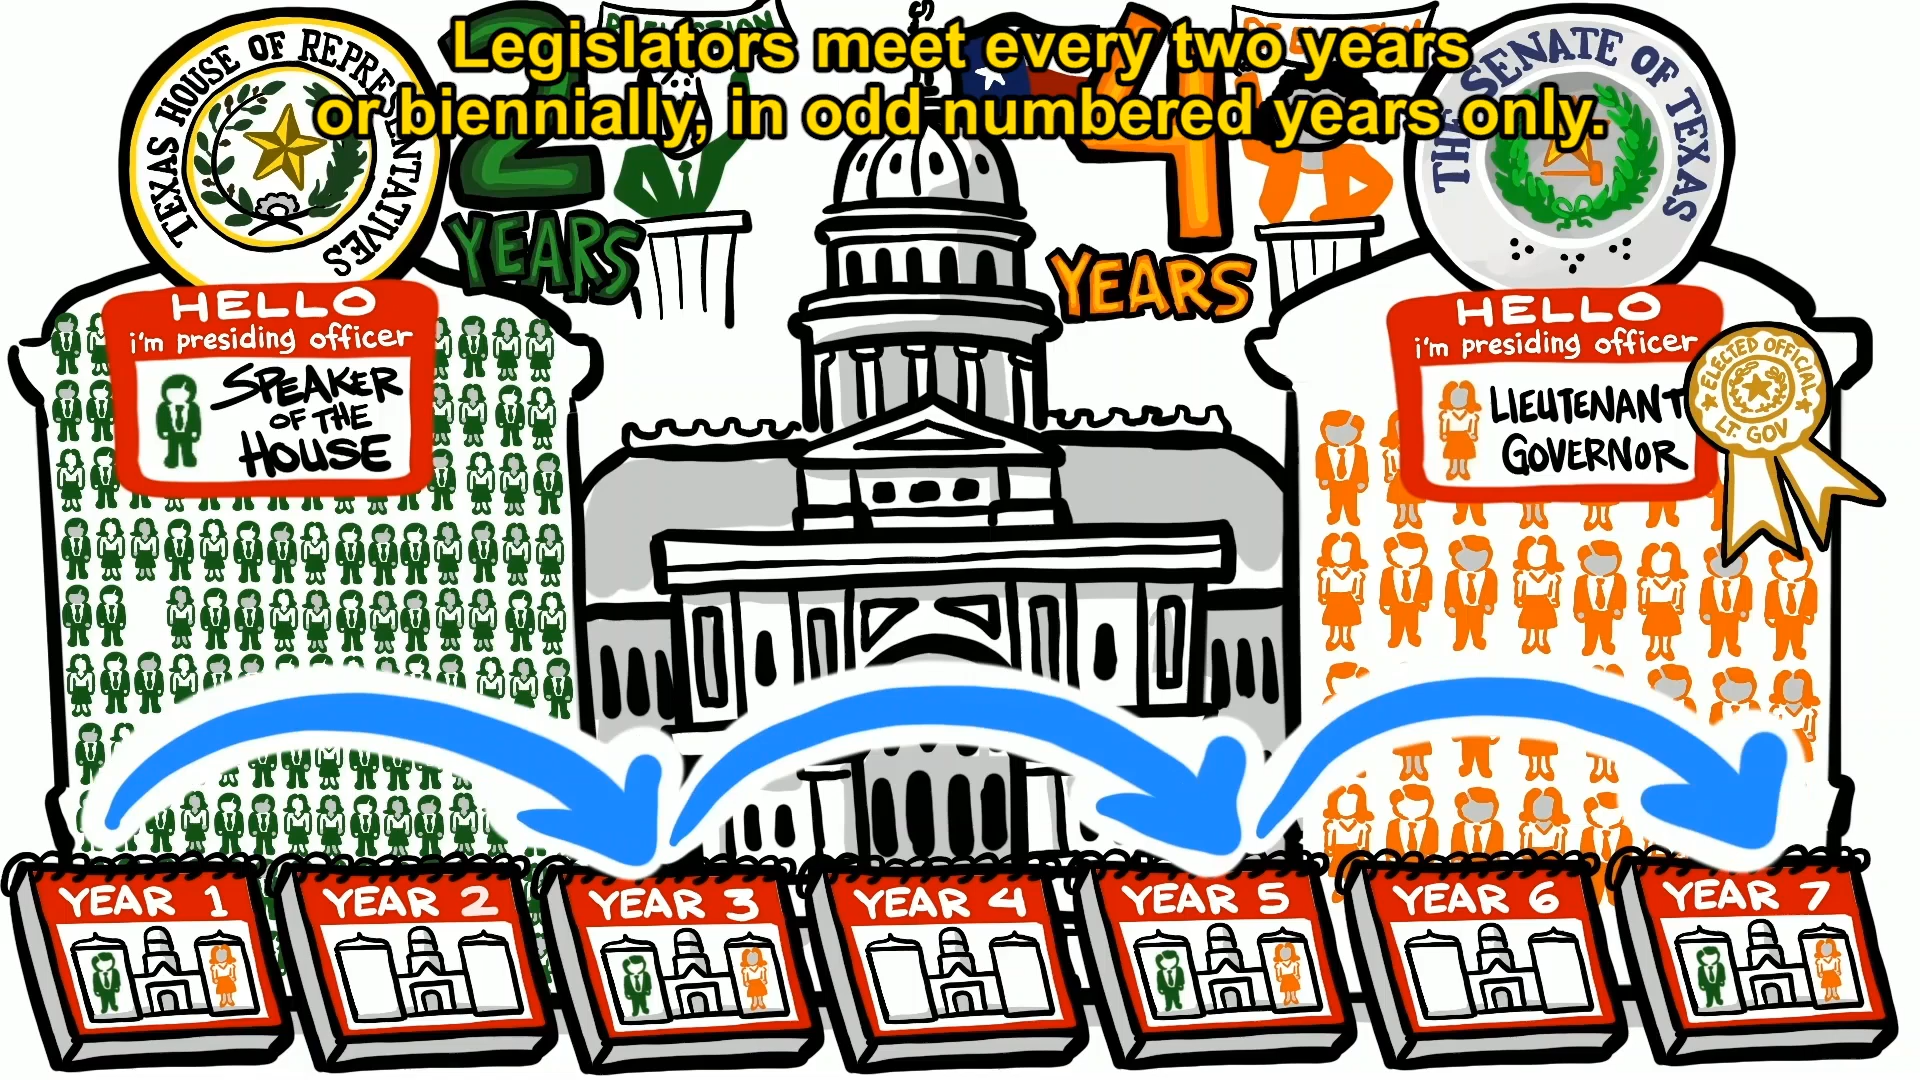 Legislators meet every two years
or biennially, in odd numbered years only.
TEXAS HOUSE OF REPRESENTATIVES
2
YEARS
4
YEARS
THE SENATE OF TEXAS
HELLO
i'm presiding officer
SPEAKER
OF THE
HOUSE
HELLO
i'm presiding officer
LIEUTENANT
GOVERNOR
ELECTED OFFICIAL
LT. GOV
YEAR 1
YEAR 2
YEAR 3
YEAR 4
YEAR 5
YEAR 6
YEAR 7